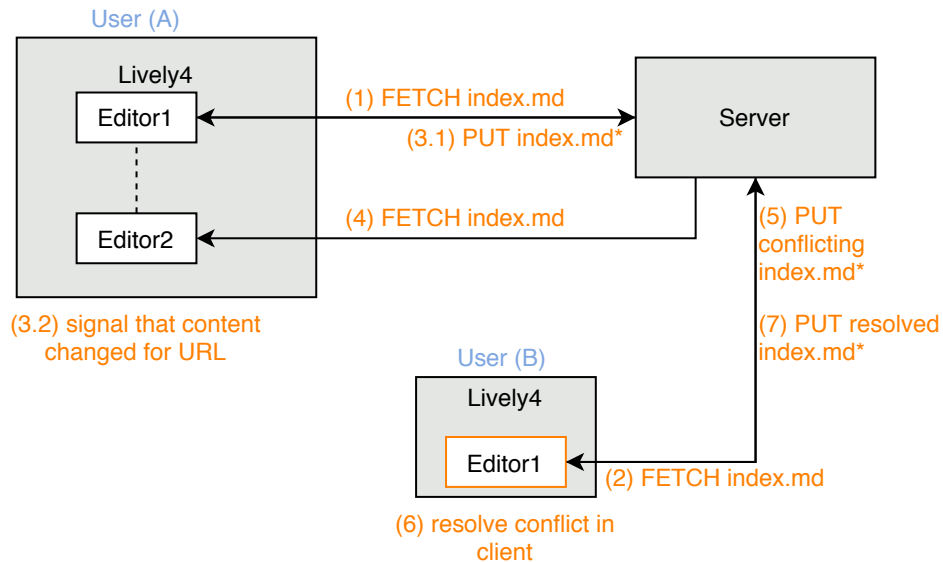 User (A)
Lively4
Editor1
(1) FETCH index.md
(3.1) PUT index.md*
Server
Editor2
(4) FETCH index.md
(5) PUT
conflicting
index.md*
(3.2) signal that content
changed for URL
(7) PUT resolved
index.md*
User (B)
Lively4
Editor1
(2) FETCH index.md
(6) resolve conflict in
client